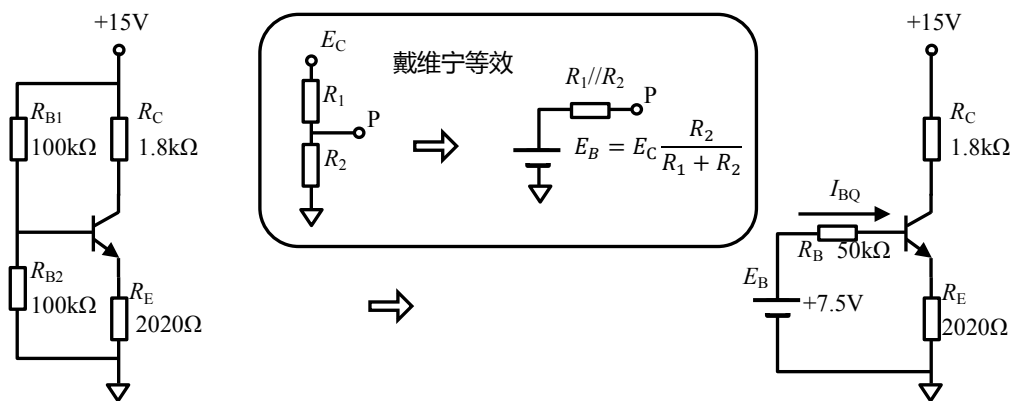 +15V
R_B1
100kΩ
R_C
1.8kΩ
R_B2
100kΩ
R_E
2020Ω
E_C
戴维宁等效
R_1
P
R_2
R_1//R_2
P
E_B = E_C R_2/(R_1 + R_2)
+15V
R_C
1.8kΩ
I_BQ
R_B 50kΩ
E_B
+7.5V
R_E
2020Ω